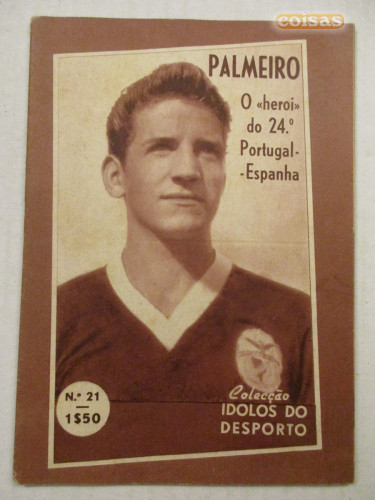 coisas
PALMEIRO
O «heroi»
do 24.º
Portugal-
-Espanha
Colecção
IDOLOS DO
DESPORTO
N.º 21
1$50